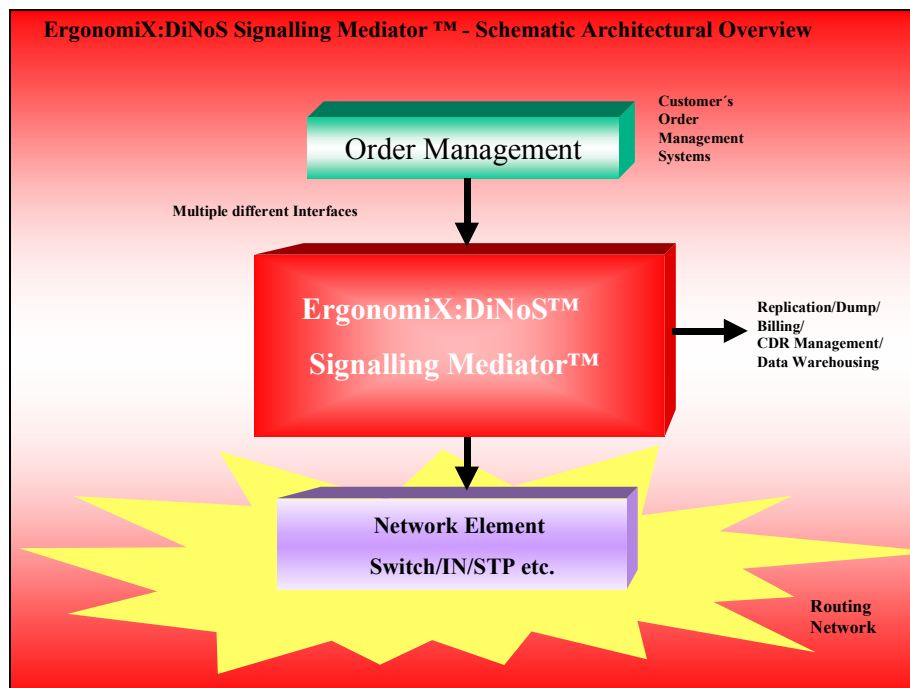 ErgonomiX:DiNoS Signalling Mediator ™ - Schematic Architectural Overview
Customer´s
Order
Management
Systems
Order Management
Multiple different Interfaces
ErgonomiX:DiNoS™
Signalling Mediator™
Replication/Dump/
Billing/
CDR Management/
Data Warehousing
Network Element
Switch/IN/STP etc.
Routing
Network